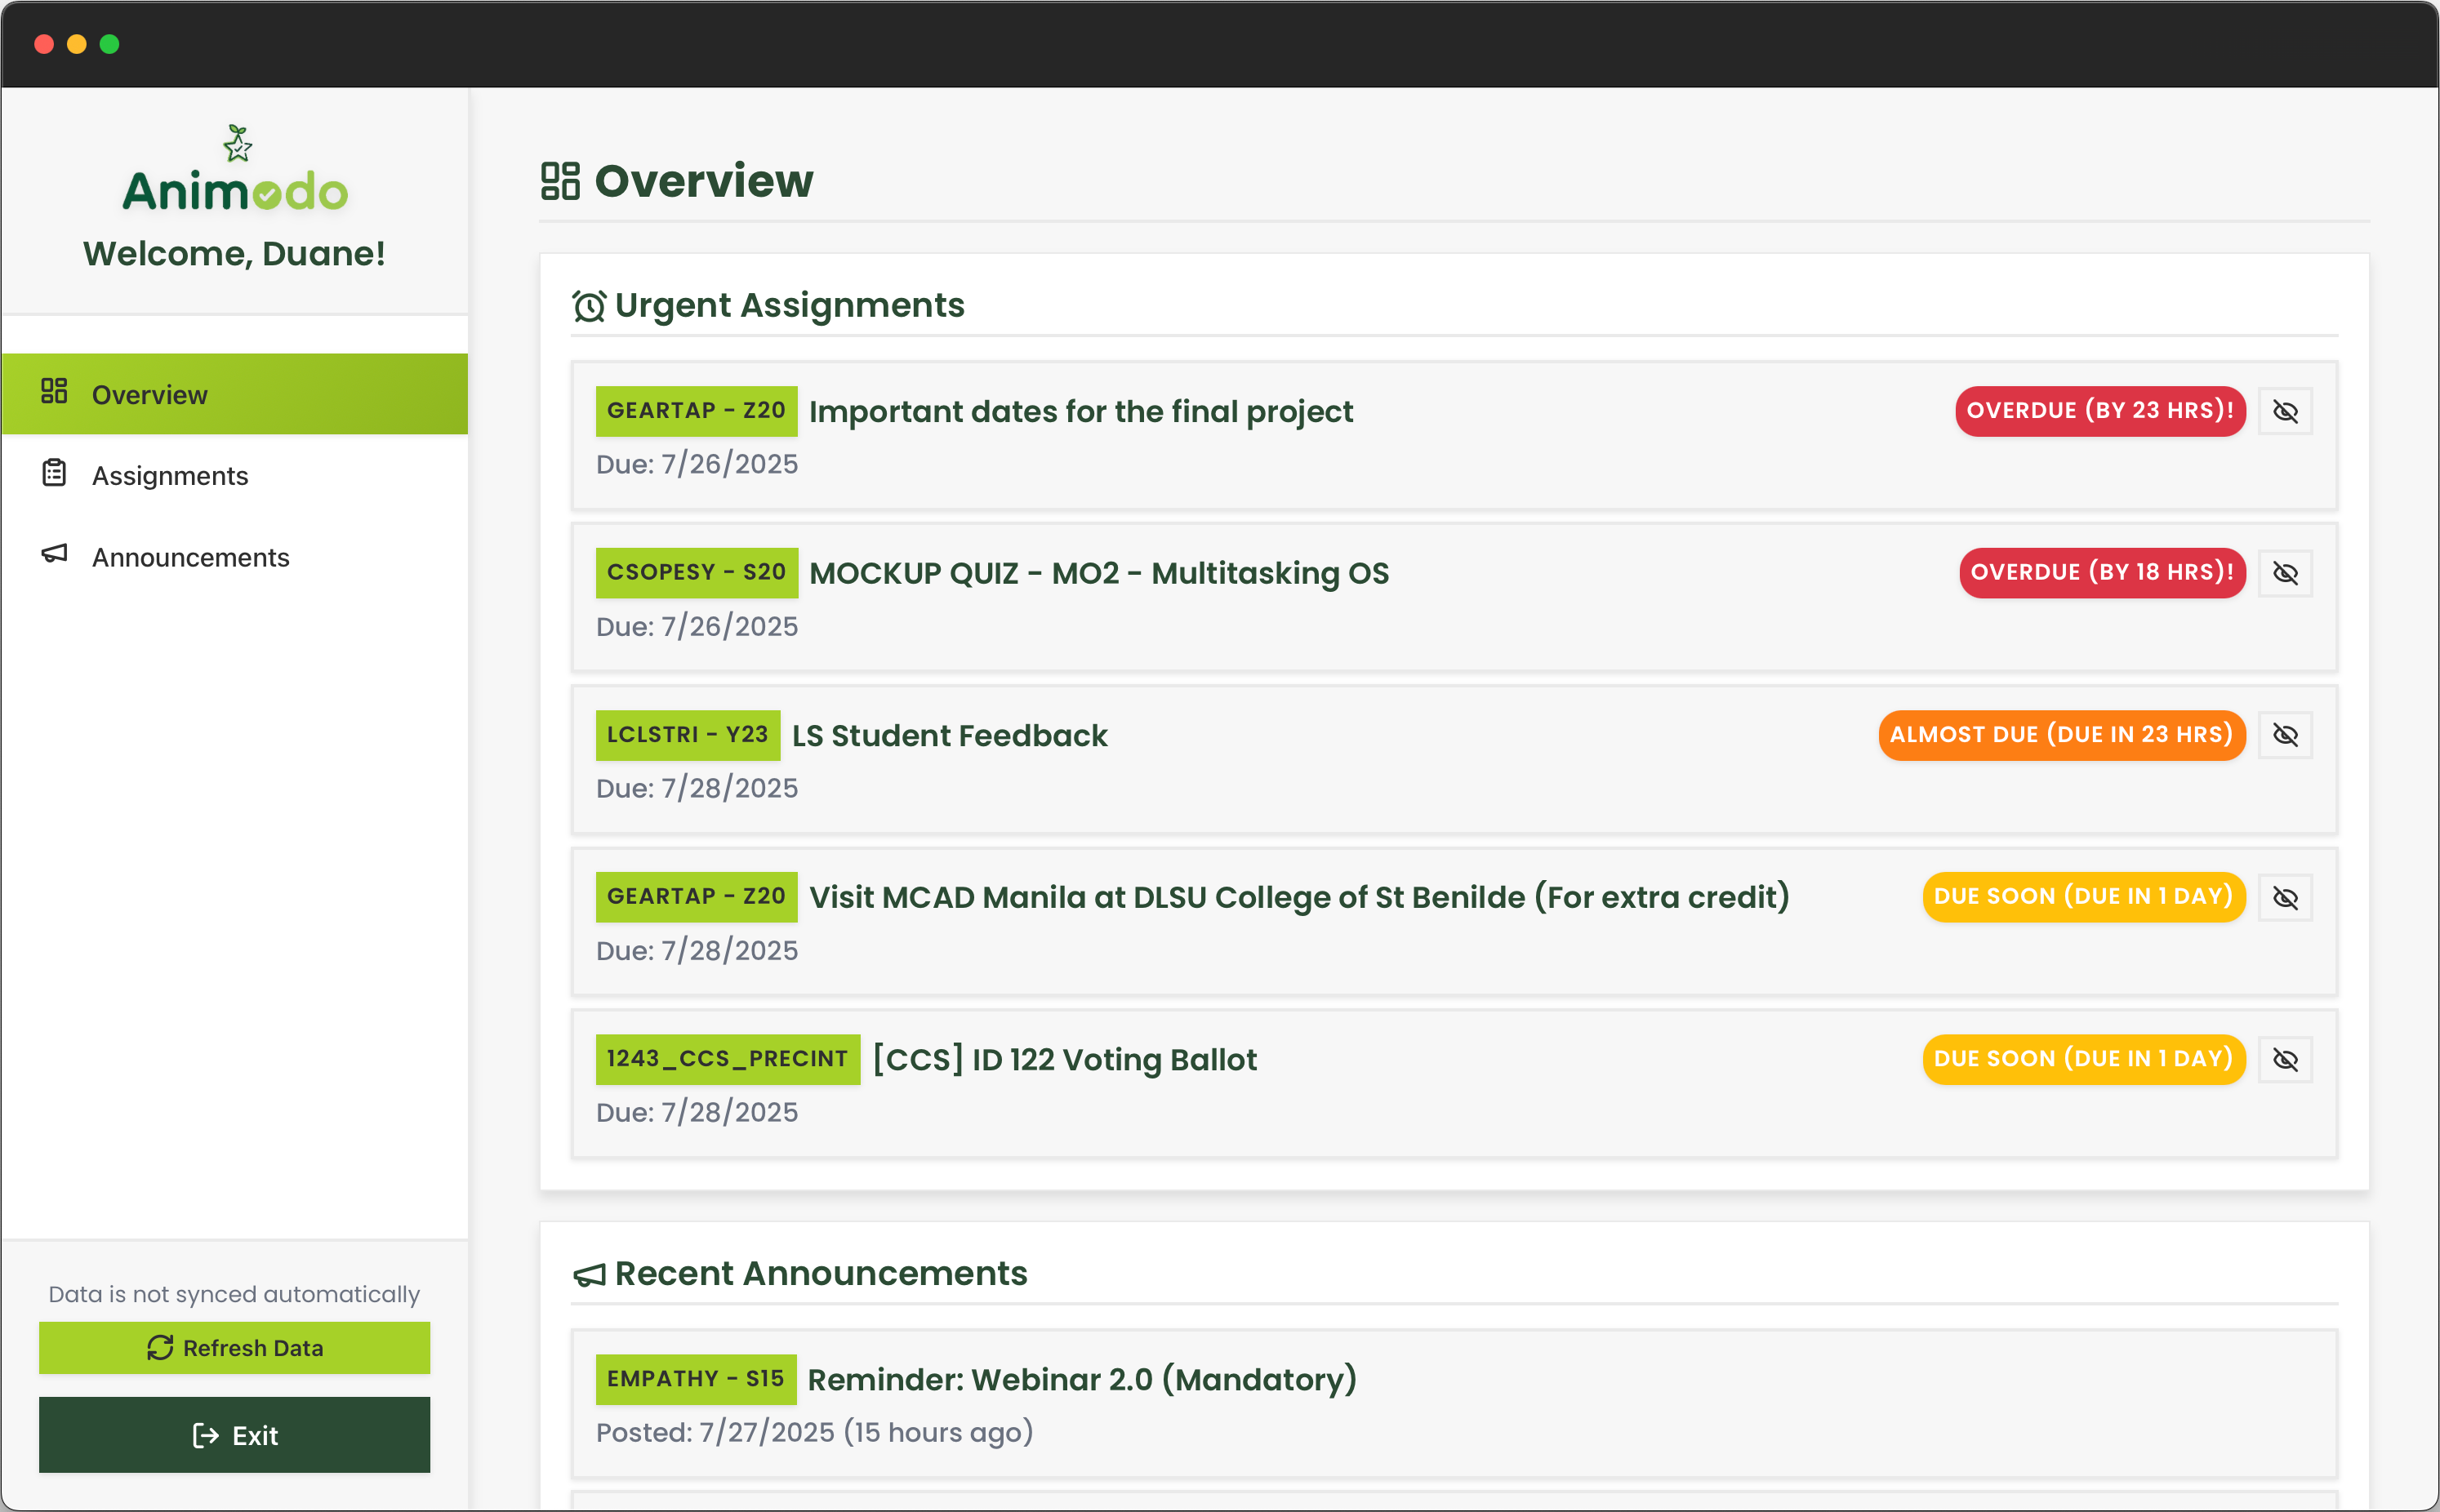 Animodo
Welcome, Duane!
Overview
Assignments
Announcements
Data is not synced automatically
Refresh Data
Exit
Overview
Urgent Assignments
GEARTAP - Z20 Important dates for the final project OVERDUE (BY 23 HRS)!
Due: 7/26/2025
CSOPESY - S20 MOCKUP QUIZ - MO2 - Multitasking OS OVERDUE (BY 18 HRS)!
Due: 7/26/2025
LCLSTRI - Y23 LS Student Feedback ALMOST DUE (DUE IN 23 HRS)
Due: 7/28/2025
GEARTAP - Z20 Visit MCAD Manila at DLSU College of St Benilde (For extra credit) DUE SOON (DUE IN 1 DAY)
Due: 7/28/2025
1243_CCS_PRECINT [CCS] ID 122 Voting Ballot DUE SOON (DUE IN 1 DAY)
Due: 7/28/2025
Recent Announcements
EMPATHY - S15 Reminder: Webinar 2.0 (Mandatory)
Posted: 7/27/2025 (15 hours ago)